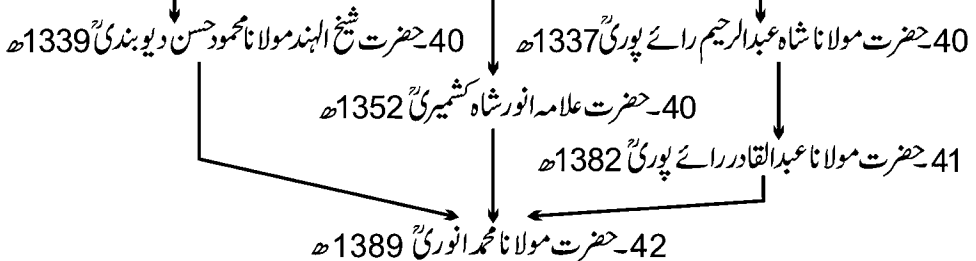 40۔حضرت مولانا شاہ عبدالرحیم رائے پوریؒ 1337ھ
40۔حضرت شیخ الہند مولانا محمود حسن دیوبندیؒ 1339ھ
40۔حضرت علامہ انور شاہ کشمیریؒ 1352ھ
41۔حضرت مولانا عبدالقادر رائے پوریؒ 1382ھ
42۔حضرت مولانا محمد انوریؒ 1389ھ